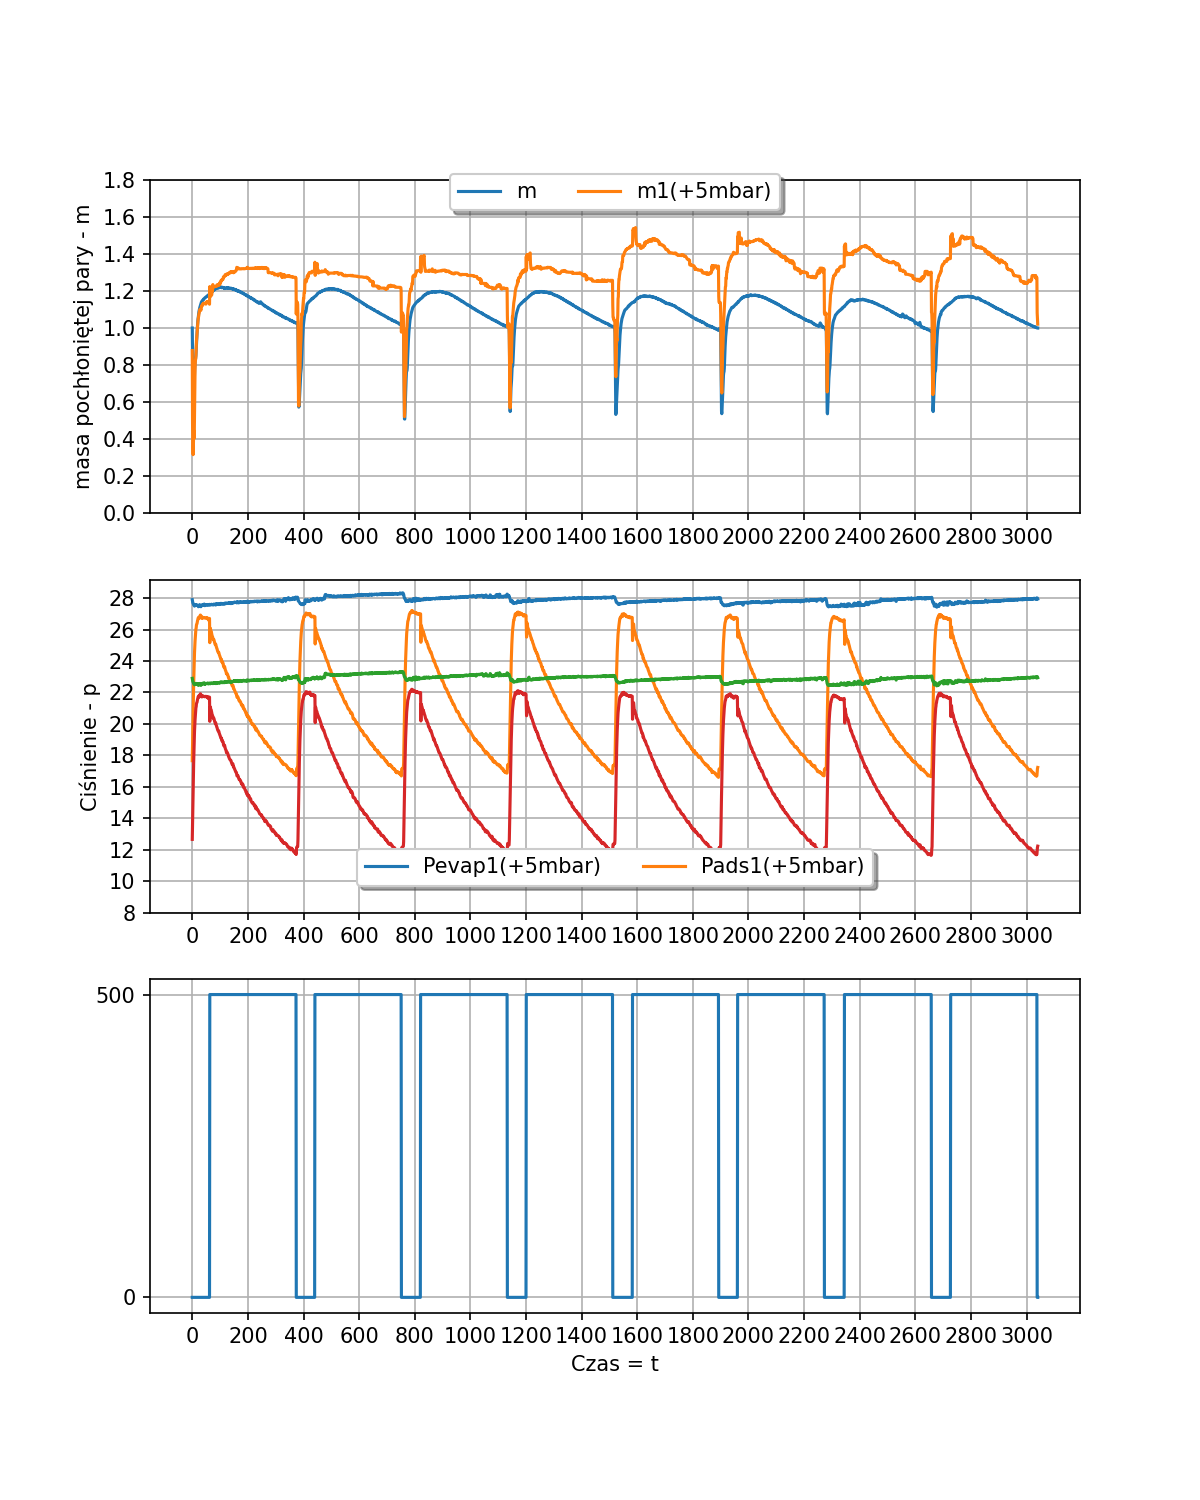 m m1(+5mbar)
masa pochłoniętej pary - m
1.8
1.6
1.4
1.2
1.0
0.8
0.6
0.4
0.2
0.0
0 200 400 600 800 1000 1200 1400 1600 1800 2000 2200 2400 2600 2800 3000
Ciśnienie - p
28
26
24
22
20
18
16
14
12
10
8
Pevap1(+5mbar) Pads1(+5mbar)
0 200 400 600 800 1000 1200 1400 1600 1800 2000 2200 2400 2600 2800 3000
500
0
0 200 400 600 800 1000 1200 1400 1600 1800 2000 2200 2400 2600 2800 3000
Czas = t